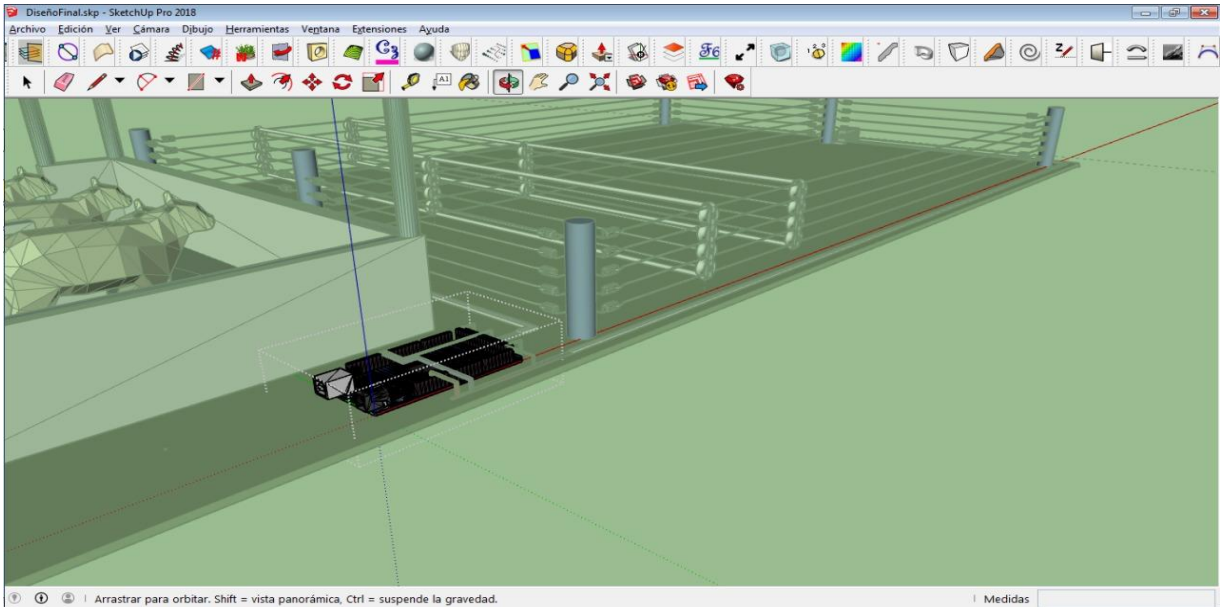 DiseñoFinal.skp - SketchUp Pro 2018
Archivo Edición Ver Cámara Dibujo Herramientas Ventana Extensiones Ayuda
A1
Arrastrar para orbitar. Shift = vista panorámica, Ctrl = suspende la gravedad.
Medidas